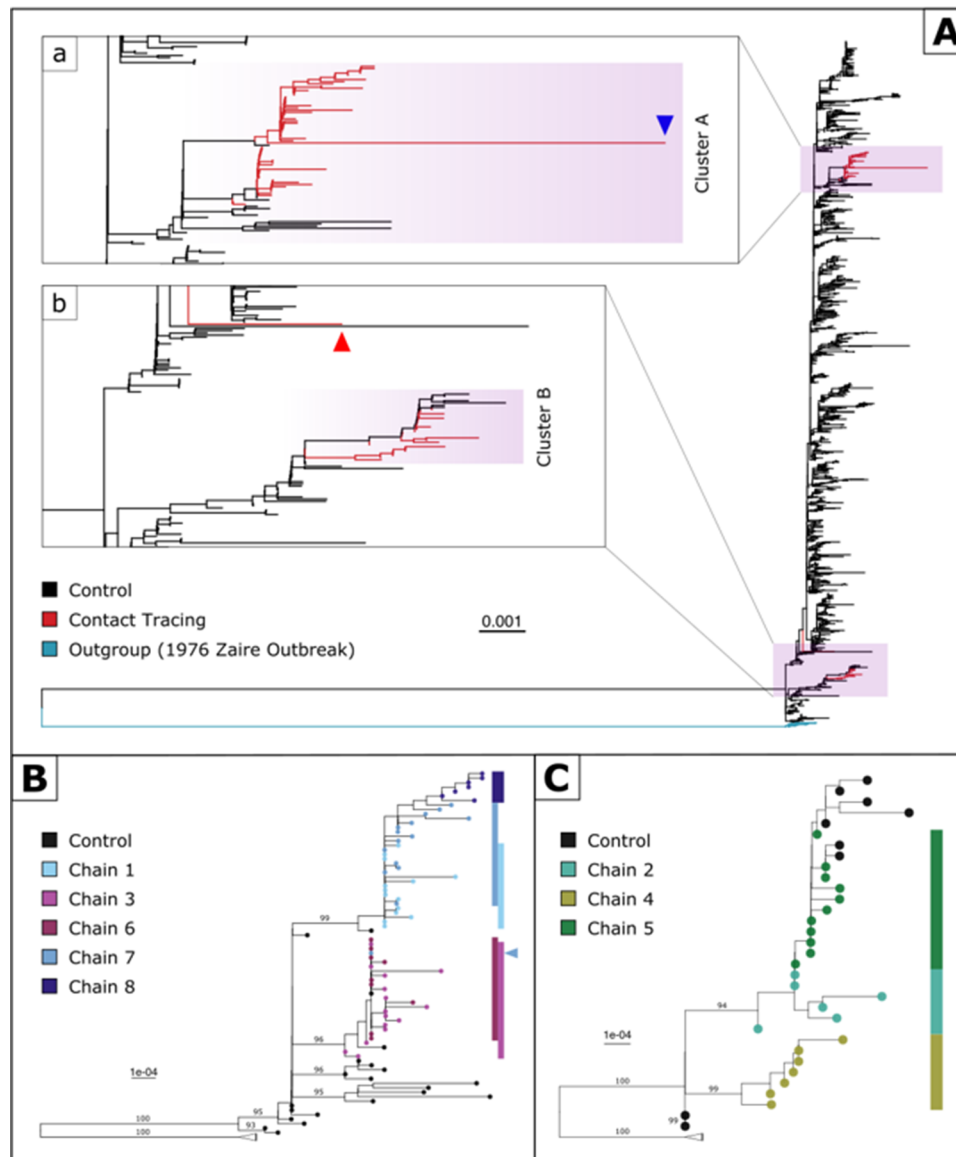 A
a
Cluster A
b
Cluster B
Control
Contact Tracing
Outgroup (1976 Zaire Outbreak)
0.001
B
Control
Chain 1
Chain 3
Chain 6
Chain 7
Chain 8
99
96
96
95
1e-04
95
100
93
100
C
Control
Chain 2
Chain 4
Chain 5
94
1e-04
100
99
99
100